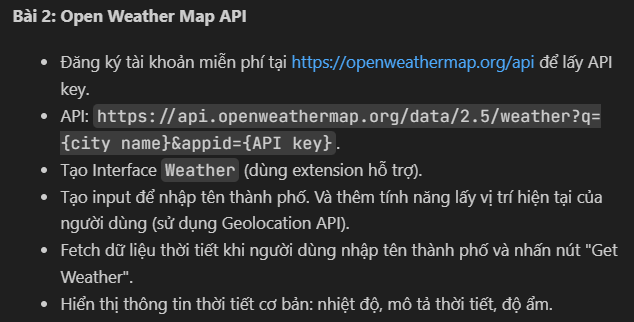 Bài 2: Open Weather Map API
• Đăng ký tài khoản miễn phí tại https://openweathermap.org/api để lấy API
key.
• API: https://api.openweathermap.org/data/2.5/weather?q=
{city name}&appid={API key}.
• Tạo Interface Weather (dùng extension hỗ trợ).
• Tạo input để nhập tên thành phố. Và thêm tính năng lấy vị trí hiện tại của
người dùng (sử dụng Geolocation API).
• Fetch dữ liệu thời tiết khi người dùng nhập tên thành phố và nhấn nút "Get
Weather".
• Hiển thị thông tin thời tiết cơ bản: nhiệt độ, mô tả thời tiết, độ ẩm.